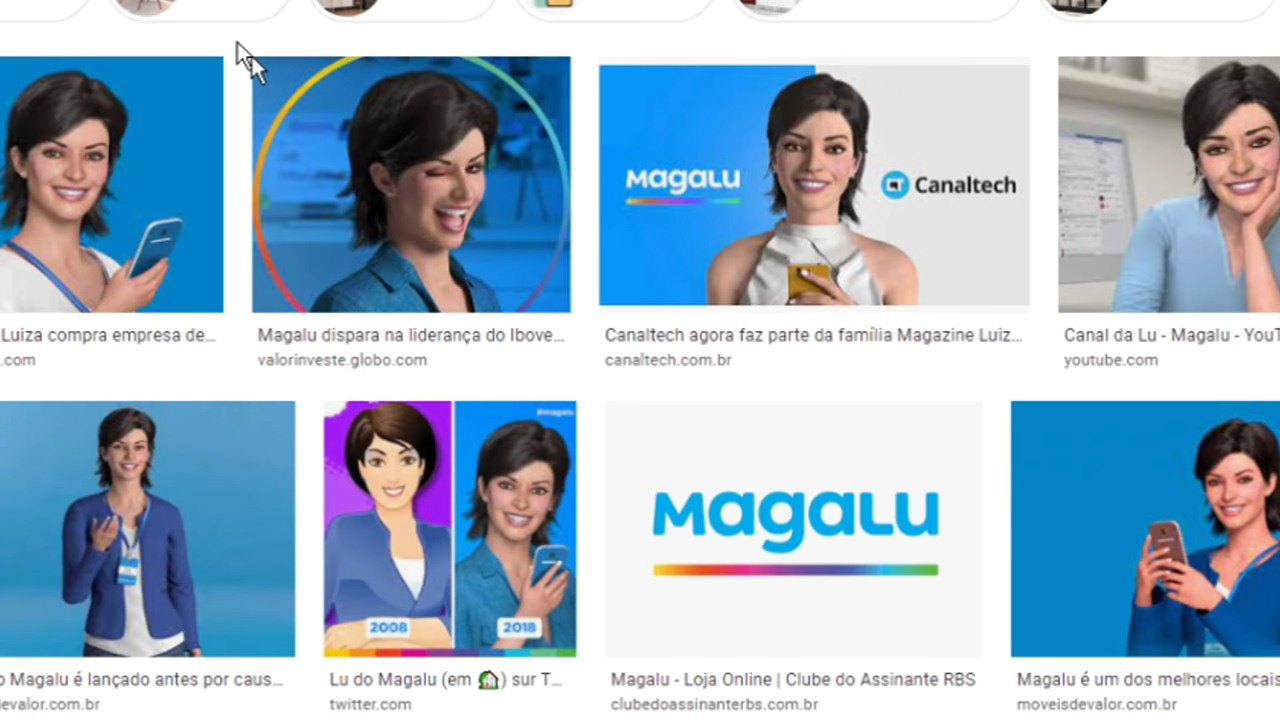 magalu
Canaltech
Luiza compra empresa de...
.com
Magalu dispara na liderança do Ibove...
valorinveste.globo.com
Canaltech agora faz parte da família Magazine Luiz...
canaltech.com.br
Canal da Lu - Magalu - YouT
youtube.com
#magalu
2008
2018
magalu
o Magalu é lançado antes por caus...
levalor.com.br
Lu do Magalu (em 🏡) sur T...
twitter.com
Magalu - Loja Online | Clube do Assinante RBS
clubedoassinanterbs.com.br
Magalu é um dos melhores locais
moveisdevalor.com.br